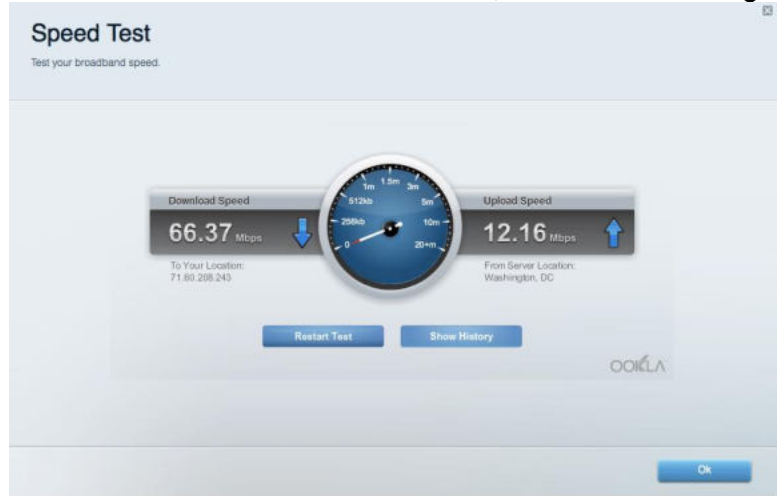 Speed Test
Test your broadband speed.
Download Speed
66.37 Mbps
To Your Location:
71.80.208.243
1m 1.5m 3m
512kb 5m
256kb 10m
0 20+m
Upload Speed
12.16 Mbps
From Server Location:
Washington, DC
Restart Test Show History
OOKLA
Ok